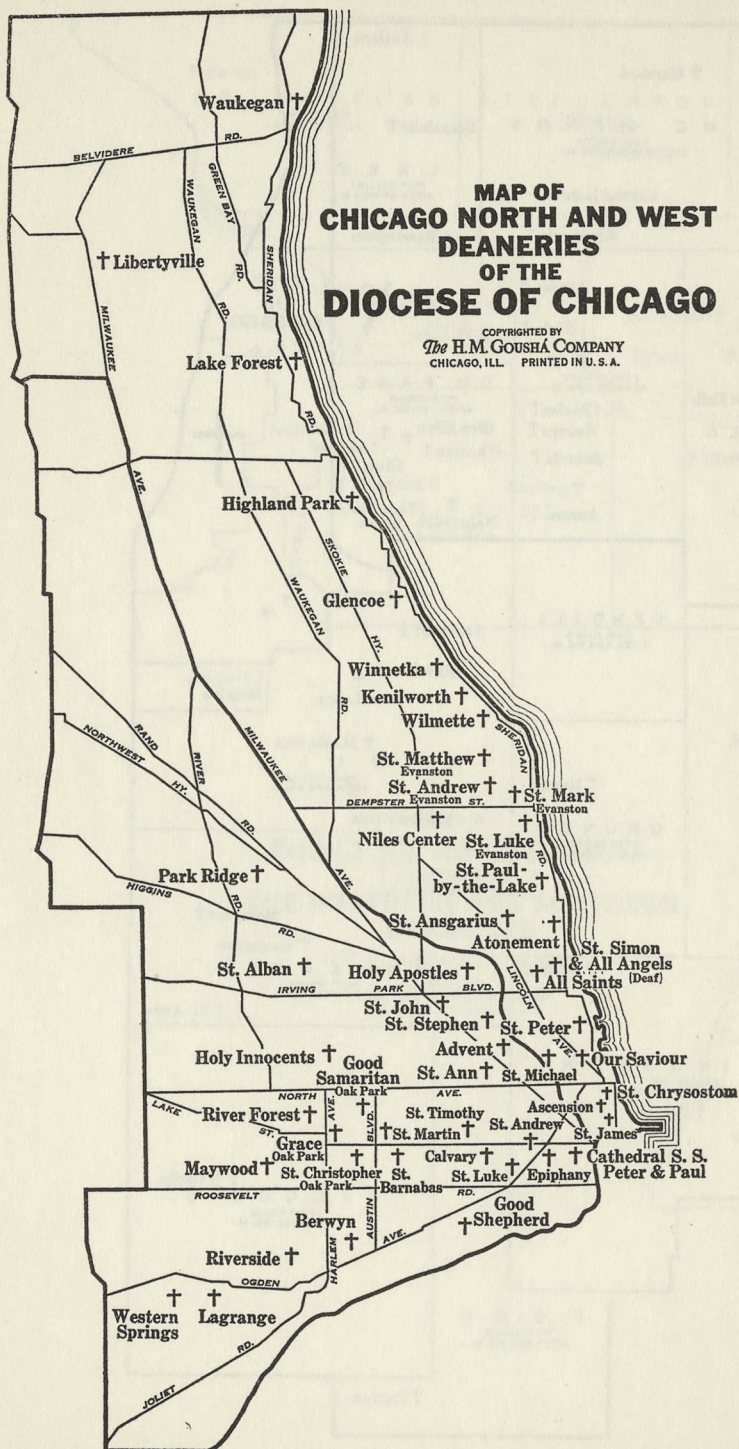 MAP OF
CHICAGO NORTH AND WEST
DEANERIES
OF THE
DIOCESE OF CHICAGO
COPYRIGHTED BY
The H.M. GOUSHÁ COMPANY
CHICAGO, ILL. PRINTED IN U. S. A.
Waukegan
BELVIDERE RD.
WAUKEGAN RD.
GREEN BAY RD.
SHERIDAN RD.
Libertyville
MILWAUKEE AVE.
Lake Forest
Highland Park
SKOKIE HY.
WAUKEGAN RD.
Glencoe
Winnetka
Kenilworth
Wilmette
SHERIDAN RD.
RAND RD.
NORTHWEST HY.
RIVER RD.
MILWAUKEE AVE.
St. Matthew
Evanston
St. Andrew
Evanston
DEMPSTER ST.
St. Mark
Evanston
Niles Center
St. Luke
Evanston
St. Paul-
by-the-Lake
Park Ridge
HIGGINS RD.
St. Ansgarius
Atonement
St. Simon
& All Angels
(Deaf)
All Saints
St. Alban
Holy Apostles
LINCOLN AVE.
IRVING PARK BLVD.
St. John
St. Stephen
St. Peter
Advent
Our Saviour
Holy Innocents
Good
Samaritan
Oak Park
St. Ann
St. Michael
NORTH AVE.
St. Chrysostom
LAKE ST.
River Forest
St. Timothy
Ascension
St. Martin
St. Andrew
St. James
Grace
Oak Park
Maywood
St. Christopher
Oak Park
St.
Barnabas
Calvary
St. Luke
Epiphany
Cathedral S. S.
Peter & Paul
ROOSEVELT RD.
Good
Shepherd
Berwyn
HARLEM AVE.
AUSTIN BLVD.
Riverside
OGDEN AVE.
Western
Springs
Lagrange
JOLIET RD.